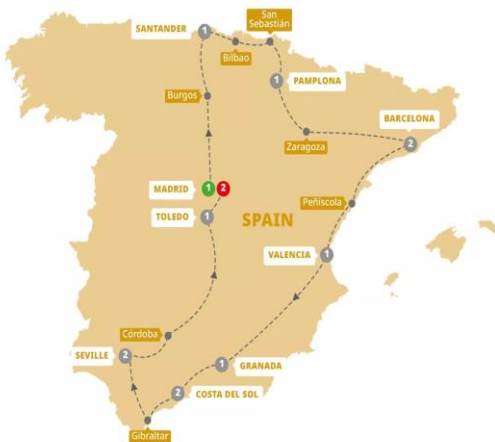 San
Sebastián
SANTANDER
1
Bilbao
1
PAMPLONA
Burgos
BARCELONA
2
Zaragoza
MADRID
1
2
Peñiscola
TOLEDO
1
SPAIN
VALENCIA
1
Córdoba
SEVILLE
2
1
GRANADA
2
COSTA DEL SOL
Gibraltar